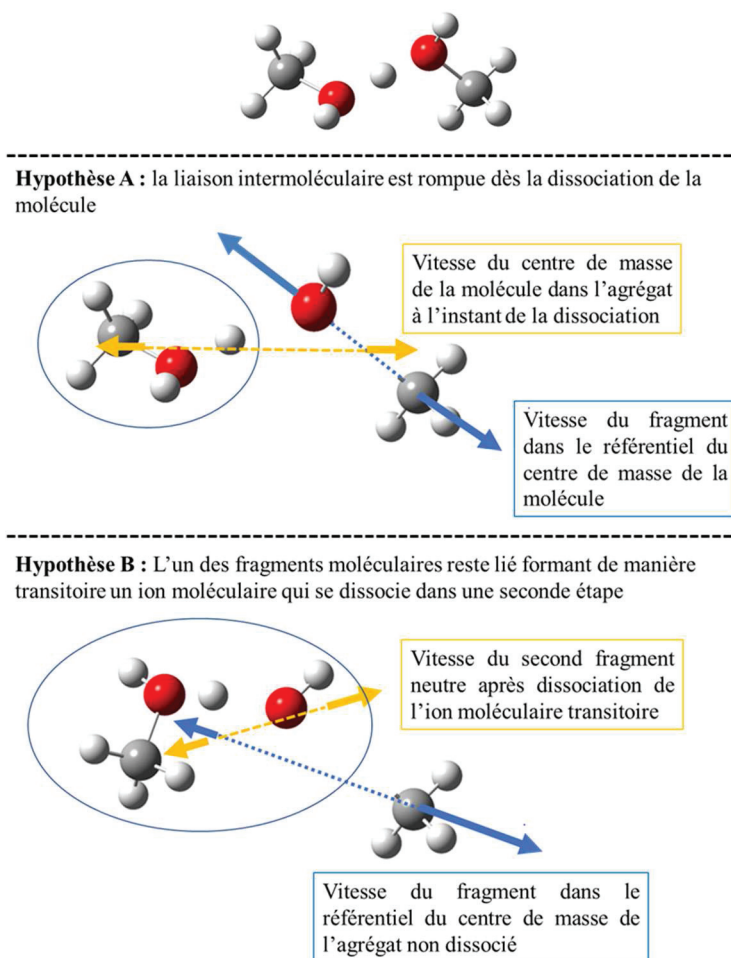 Hypothèse A : la liaison intermoléculaire est rompue dès la dissociation de la
molécule
Vitesse du centre de masse
de la molécule dans l'agrégat
à l'instant de la dissociation
Vitesse du fragment
dans le référentiel du
centre de masse de la
molécule
Hypothèse B : L'un des fragments moléculaires reste lié formant de manière
transitoire un ion moléculaire qui se dissocie dans une seconde étape
Vitesse du second fragment
neutre après dissociation de
l'ion moléculaire transitoire
Vitesse du fragment dans le
référentiel du centre de masse de
l'agrégat non dissocié